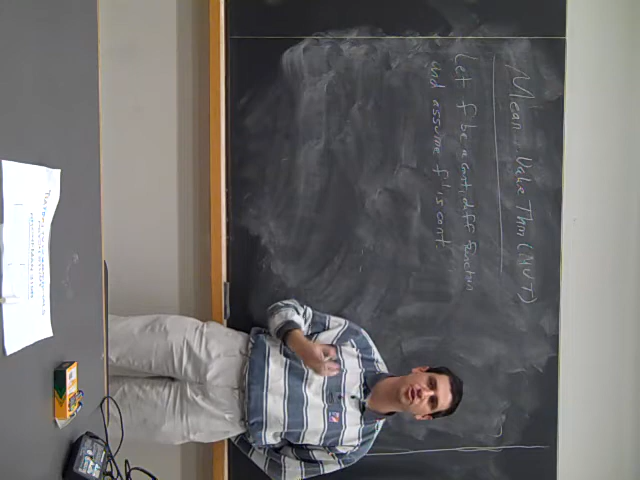 Mean Value Thm (MVT)
Let f be a cont, diff function
and assume f' is cont.